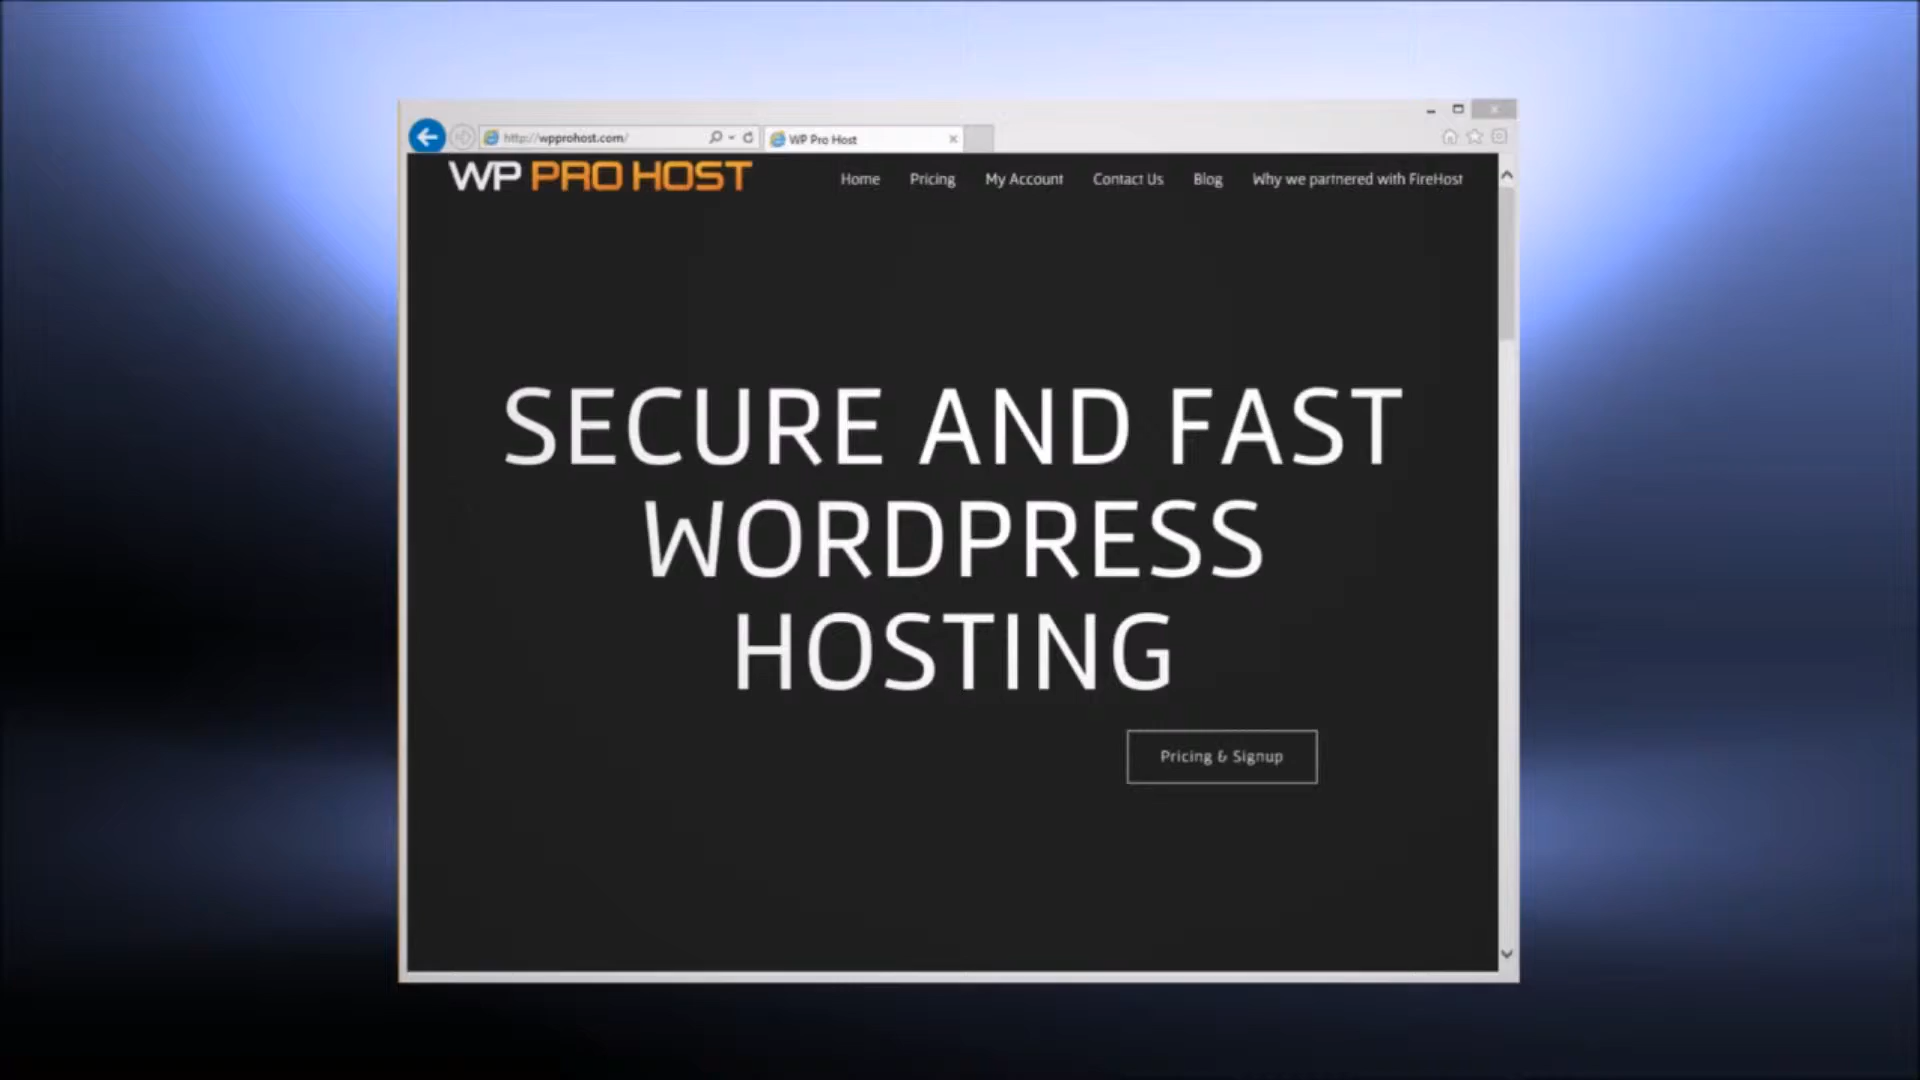 http://wpprohost.com/
WP Pro Host
WP PRO HOST
Home Pricing My Account Contact Us Blog Why we partnered with FireHost
SECURE AND FAST
WORDPRESS
HOSTING
Pricing & Signup